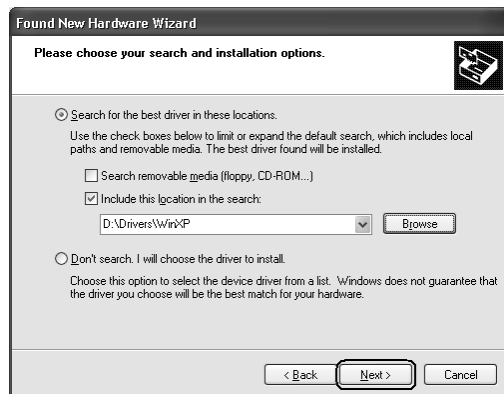 Found New Hardware Wizard
Please choose your search and installation options.
Search for the best driver in these locations.
Use the check boxes below to limit or expand the default search, which includes local
paths and removable media. The best driver found will be installed.
Search removable media (floppy, CD-ROM...)
Include this location in the search:
D:\Drivers\WinXP
Browse
Don't search. I will choose the driver to install.
Choose this option to select the device driver from a list. Windows does not guarantee that
the driver you choose will be the best match for your hardware.
< Back Next > Cancel